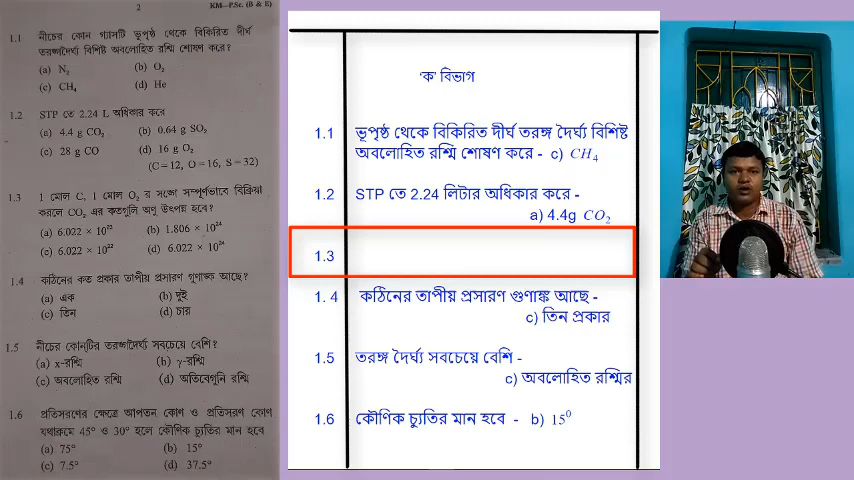 2
KM—P.Sc. (B & E)
1.1 নীচের কোন গ্যাসটি ভূপৃষ্ঠ থেকে বিকিরিত দীর্ঘ
তরঙ্গদৈর্ঘ্য বিশিষ্ট অবলোহিত রশ্মি শোষণ করে?
(a) N₂ (b) O₂
(c) CH₄ (d) He
1.2 STP তে 2.24 L অধিকার করে
(a) 4.4 g CO₂ (b) 0.64 g SO₂
(c) 28 g CO (d) 16 g O₂
(C = 12, O = 16, S = 32)
1.3 1 মোল C, 1 মোল O₂ র সঙ্গে সম্পূর্ণভাবে বিক্রিয়া
করলে CO₂ এর কতগুলি অণু উৎপন্ন হবে?
(a) 6.022 × 10²³ (b) 1.806 × 10²⁴
(c) 6.022 × 10²² (d) 6.022 × 10²⁴
1.4 কঠিনের কত প্রকার তাপীয় প্রসারণ গুণাঙ্ক আছে?
(a) এক (b) দুই
(c) তিন (d) চার
1.5 নীচের কোন্‌টির তরঙ্গদৈর্ঘ্য সবচেয়ে বেশি?
(a) x-রশ্মি (b) γ-রশ্মি
(c) অবলোহিত রশ্মি (d) অতিবেগুনি রশ্মি
1.6 প্রতিসরণের ক্ষেত্রে আপতন কোণ ও প্রতিসরণ কোণ
যথাক্রমে 45° ও 30° হলে কৌণিক চ্যুতির মান হবে
(a) 75° (b) 15°
(c) 7.5° (d) 37.5°
'ক' বিভাগ
1.1 ভূপৃষ্ঠ থেকে বিকিরিত দীর্ঘ তরঙ্গ দৈর্ঘ্য বিশিষ্ট
অবলোহিত রশ্মি শোষণ করে - c) CH₄
1.2 STP তে 2.24 লিটার অধিকার করে -
a) 4.4g CO₂
1.3
1. 4 কঠিনের তাপীয় প্রসারণ গুণাঙ্ক আছে -
c) তিন প্রকার
1.5 তরঙ্গ দৈর্ঘ্য সবচেয়ে বেশি -
c) অবলোহিত রশ্মির
1.6 কৌণিক চ্যুতির মান হবে - b) 15⁰